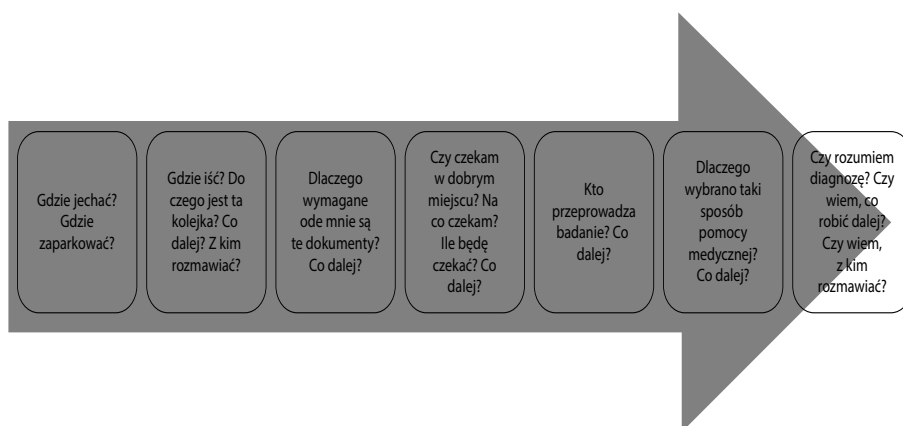 Gdzie jechać?
Gdzie
zaparkować?
Gdzie iść? Do
czego jest ta
kolejka? Co
dalej? Z kim
rozmawiać?
Dlaczego
wymagane
ode mnie są
te dokumenty?
Co dalej?
Czy czekam
w dobrym
miejscu? Na
co czekam?
Ile będę
czekać? Co
dalej?
Kto
przeprowadza
badanie? Co
dalej?
Dlaczego
wybrano taki
sposób
pomocy
medycznej?
Co dalej?
Czy rozumiem
diagnozę? Czy
wiem, co
robić dalej?
Czy wiem,
z kim
rozmawiać?